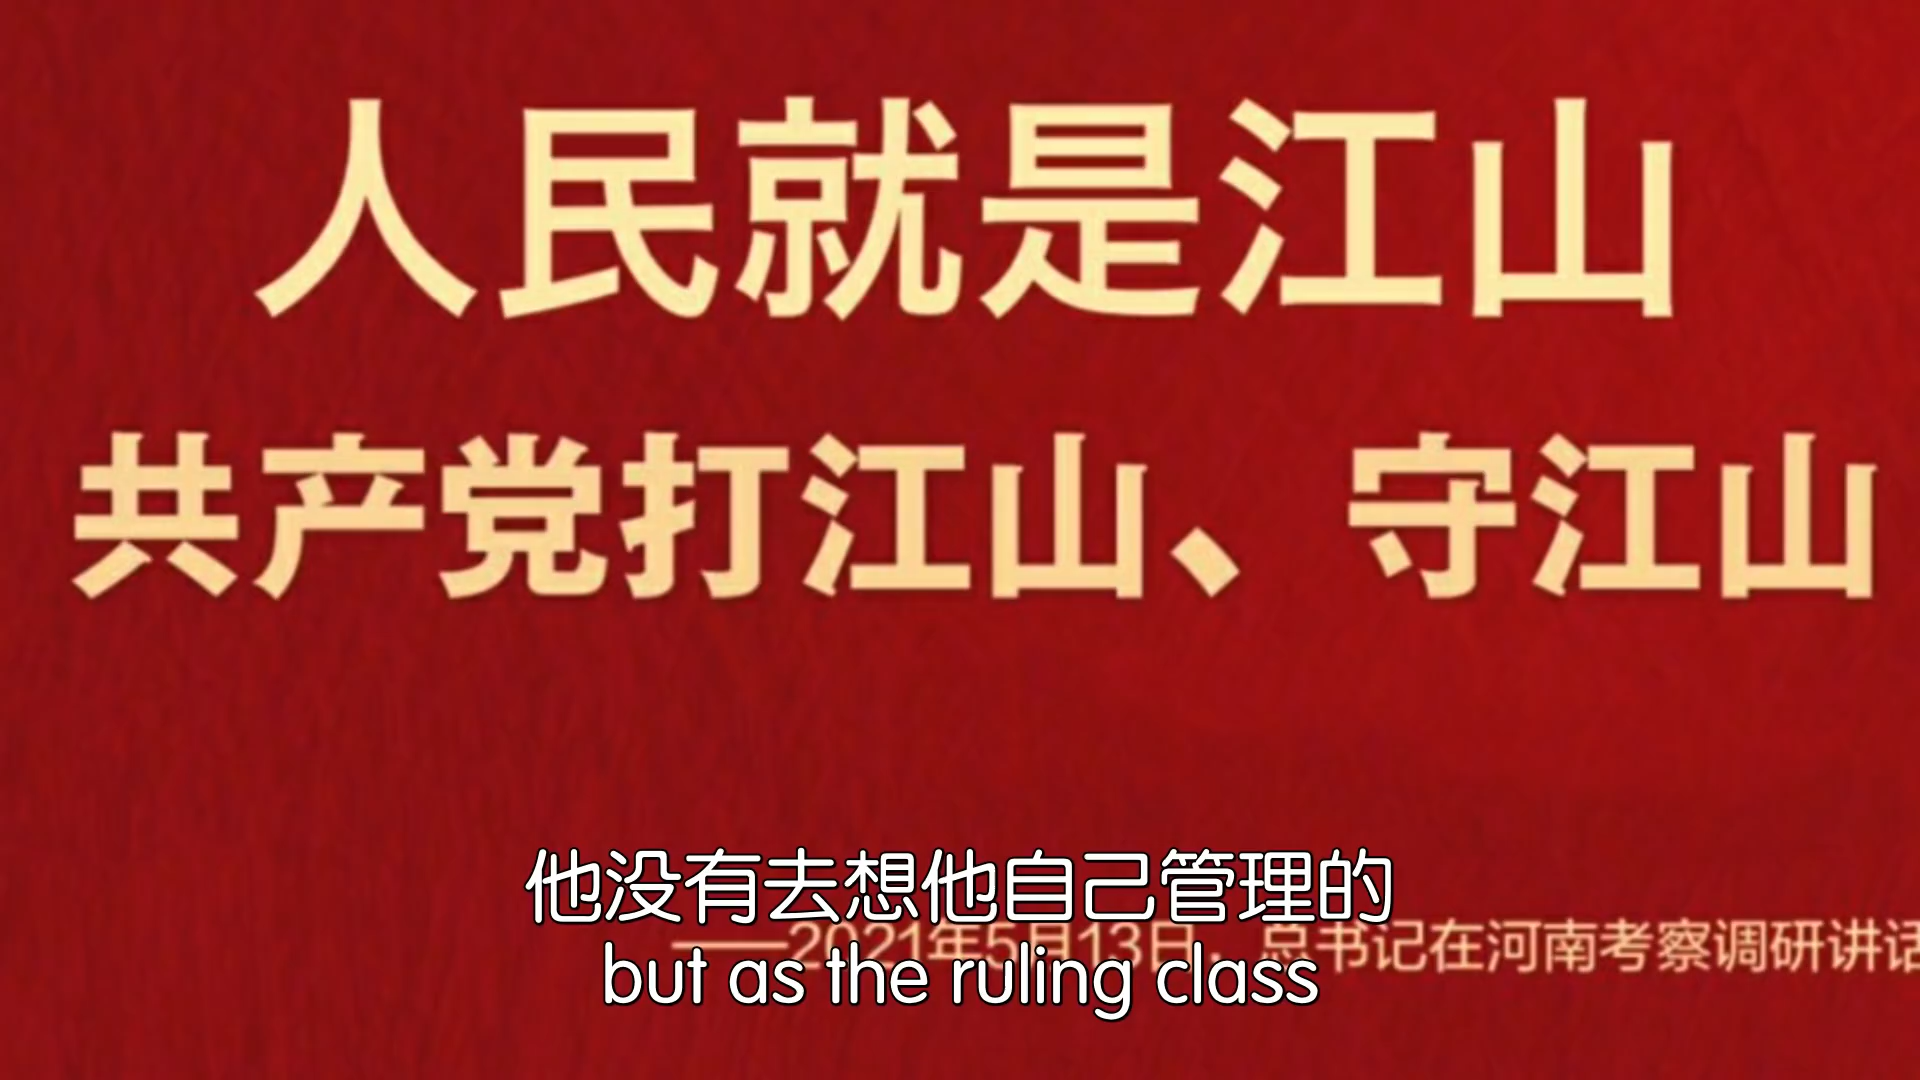 人民就是江山
共产党打江山、守江山
他没有去想他自己管理的
——2021年5月13日，总书记在河南考察调研讲话
but as the ruling class